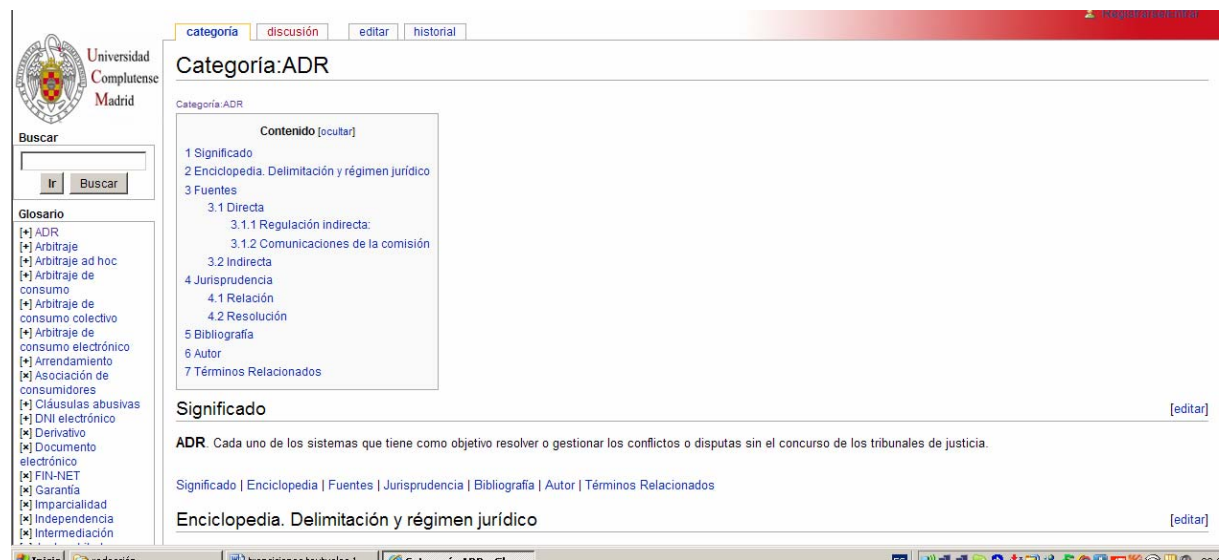 Registrarse/Entrar
categoría discusión editar historial
Universidad
Complutense
Madrid
Categoría:ADR
Categoría:ADR
Buscar
Ir Buscar
Glosario
[+] ADR
[+] Arbitraje
[+] Arbitraje ad hoc
[+] Arbitraje de
consumo
[+] Arbitraje de
consumo colectivo
[+] Arbitraje de
consumo electrónico
[+] Arrendamiento
[×] Asociación de
consumidores
[+] Cláusulas abusivas
[+] DNI electrónico
[×] Derivativo
[×] Documento
electrónico
[×] FIN-NET
[×] Garantía
[×] Imparcialidad
[×] Independencia
[×] Intermediación
Contenido [ocultar]
1 Significado
2 Enciclopedia. Delimitación y régimen jurídico
3 Fuentes
3.1 Directa
3.1.1 Regulación indirecta:
3.1.2 Comunicaciones de la comisión
3.2 Indirecta
4 Jurisprudencia
4.1 Relación
4.2 Resolución
5 Bibliografía
6 Autor
7 Términos Relacionados
Significado [editar]
ADR. Cada uno de los sistemas que tiene como objetivo resolver o gestionar los conflictos o disputas sin el concurso de los tribunales de justicia.
Significado | Enciclopedia | Fuentes | Jurisprudencia | Bibliografía | Autor | Términos Relacionados
Enciclopedia. Delimitación y régimen jurídico [editar]
Inicio
ES